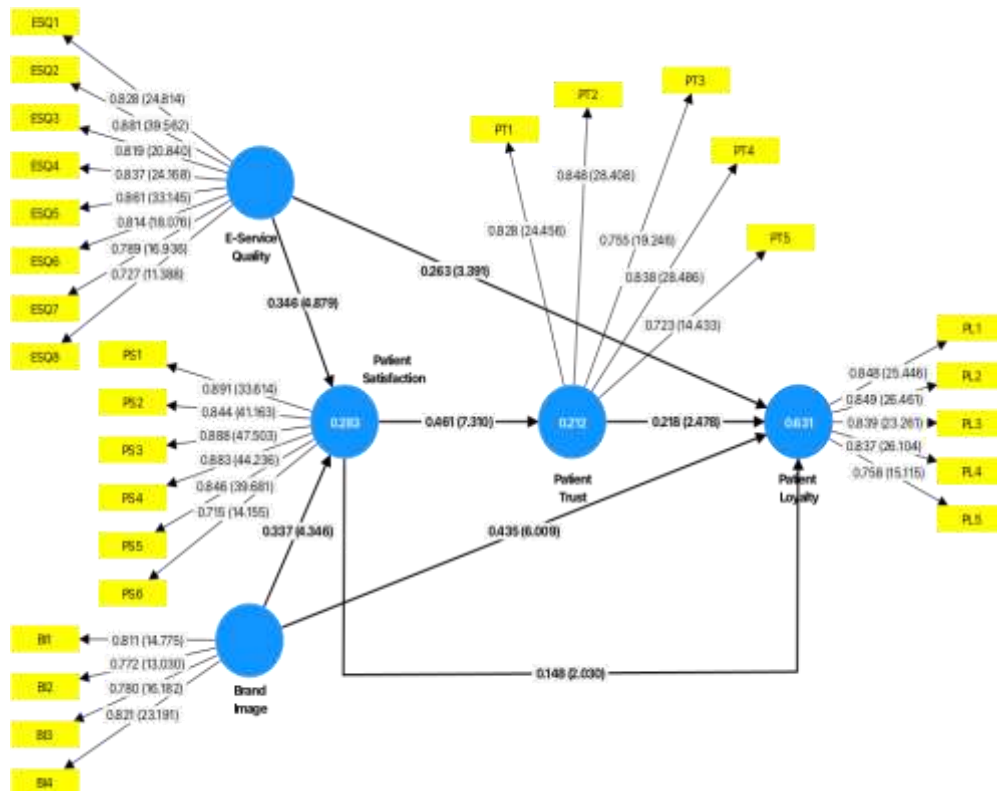 ESQ1
ESQ2
ESQ3
ESQ4
ESQ5
ESQ6
ESQ7
ESQ8
0.828 (24.814)
0.881 (39.562)
0.819 (20.840)
0.837 (24.168)
0.861 (33.145)
0.814 (18.076)
0.789 (16.936)
0.727 (11.388)
E-Service
Quality
PT1
PT2
PT3
PT4
PT5
0.828 (24.456)
0.848 (28.408)
0.755 (19.246)
0.838 (28.486)
0.723 (14.433)
0.263 (3.391)
0.346 (4.879)
PS1
PS2
PS3
PS4
PS5
PS6
0.891 (33.614)
0.844 (41.163)
0.888 (47.503)
0.883 (44.236)
0.846 (39.681)
0.715 (14.155)
Patient
Satisfaction
0.283
0.461 (7.310)
0.212
Patient
Trust
0.218 (2.478)
0.631
Patient
Loyalty
PL1
PL2
PL3
PL4
PL5
0.848 (25.446)
0.849 (26.461)
0.839 (23.261)
0.837 (26.104)
0.758 (15.115)
0.337 (4.346)
0.435 (6.009)
0.148 (2.030)
BI1
BI2
BI3
BI4
0.811 (14.775)
0.772 (13.030)
0.780 (16.182)
0.821 (23.191)
Brand
Image